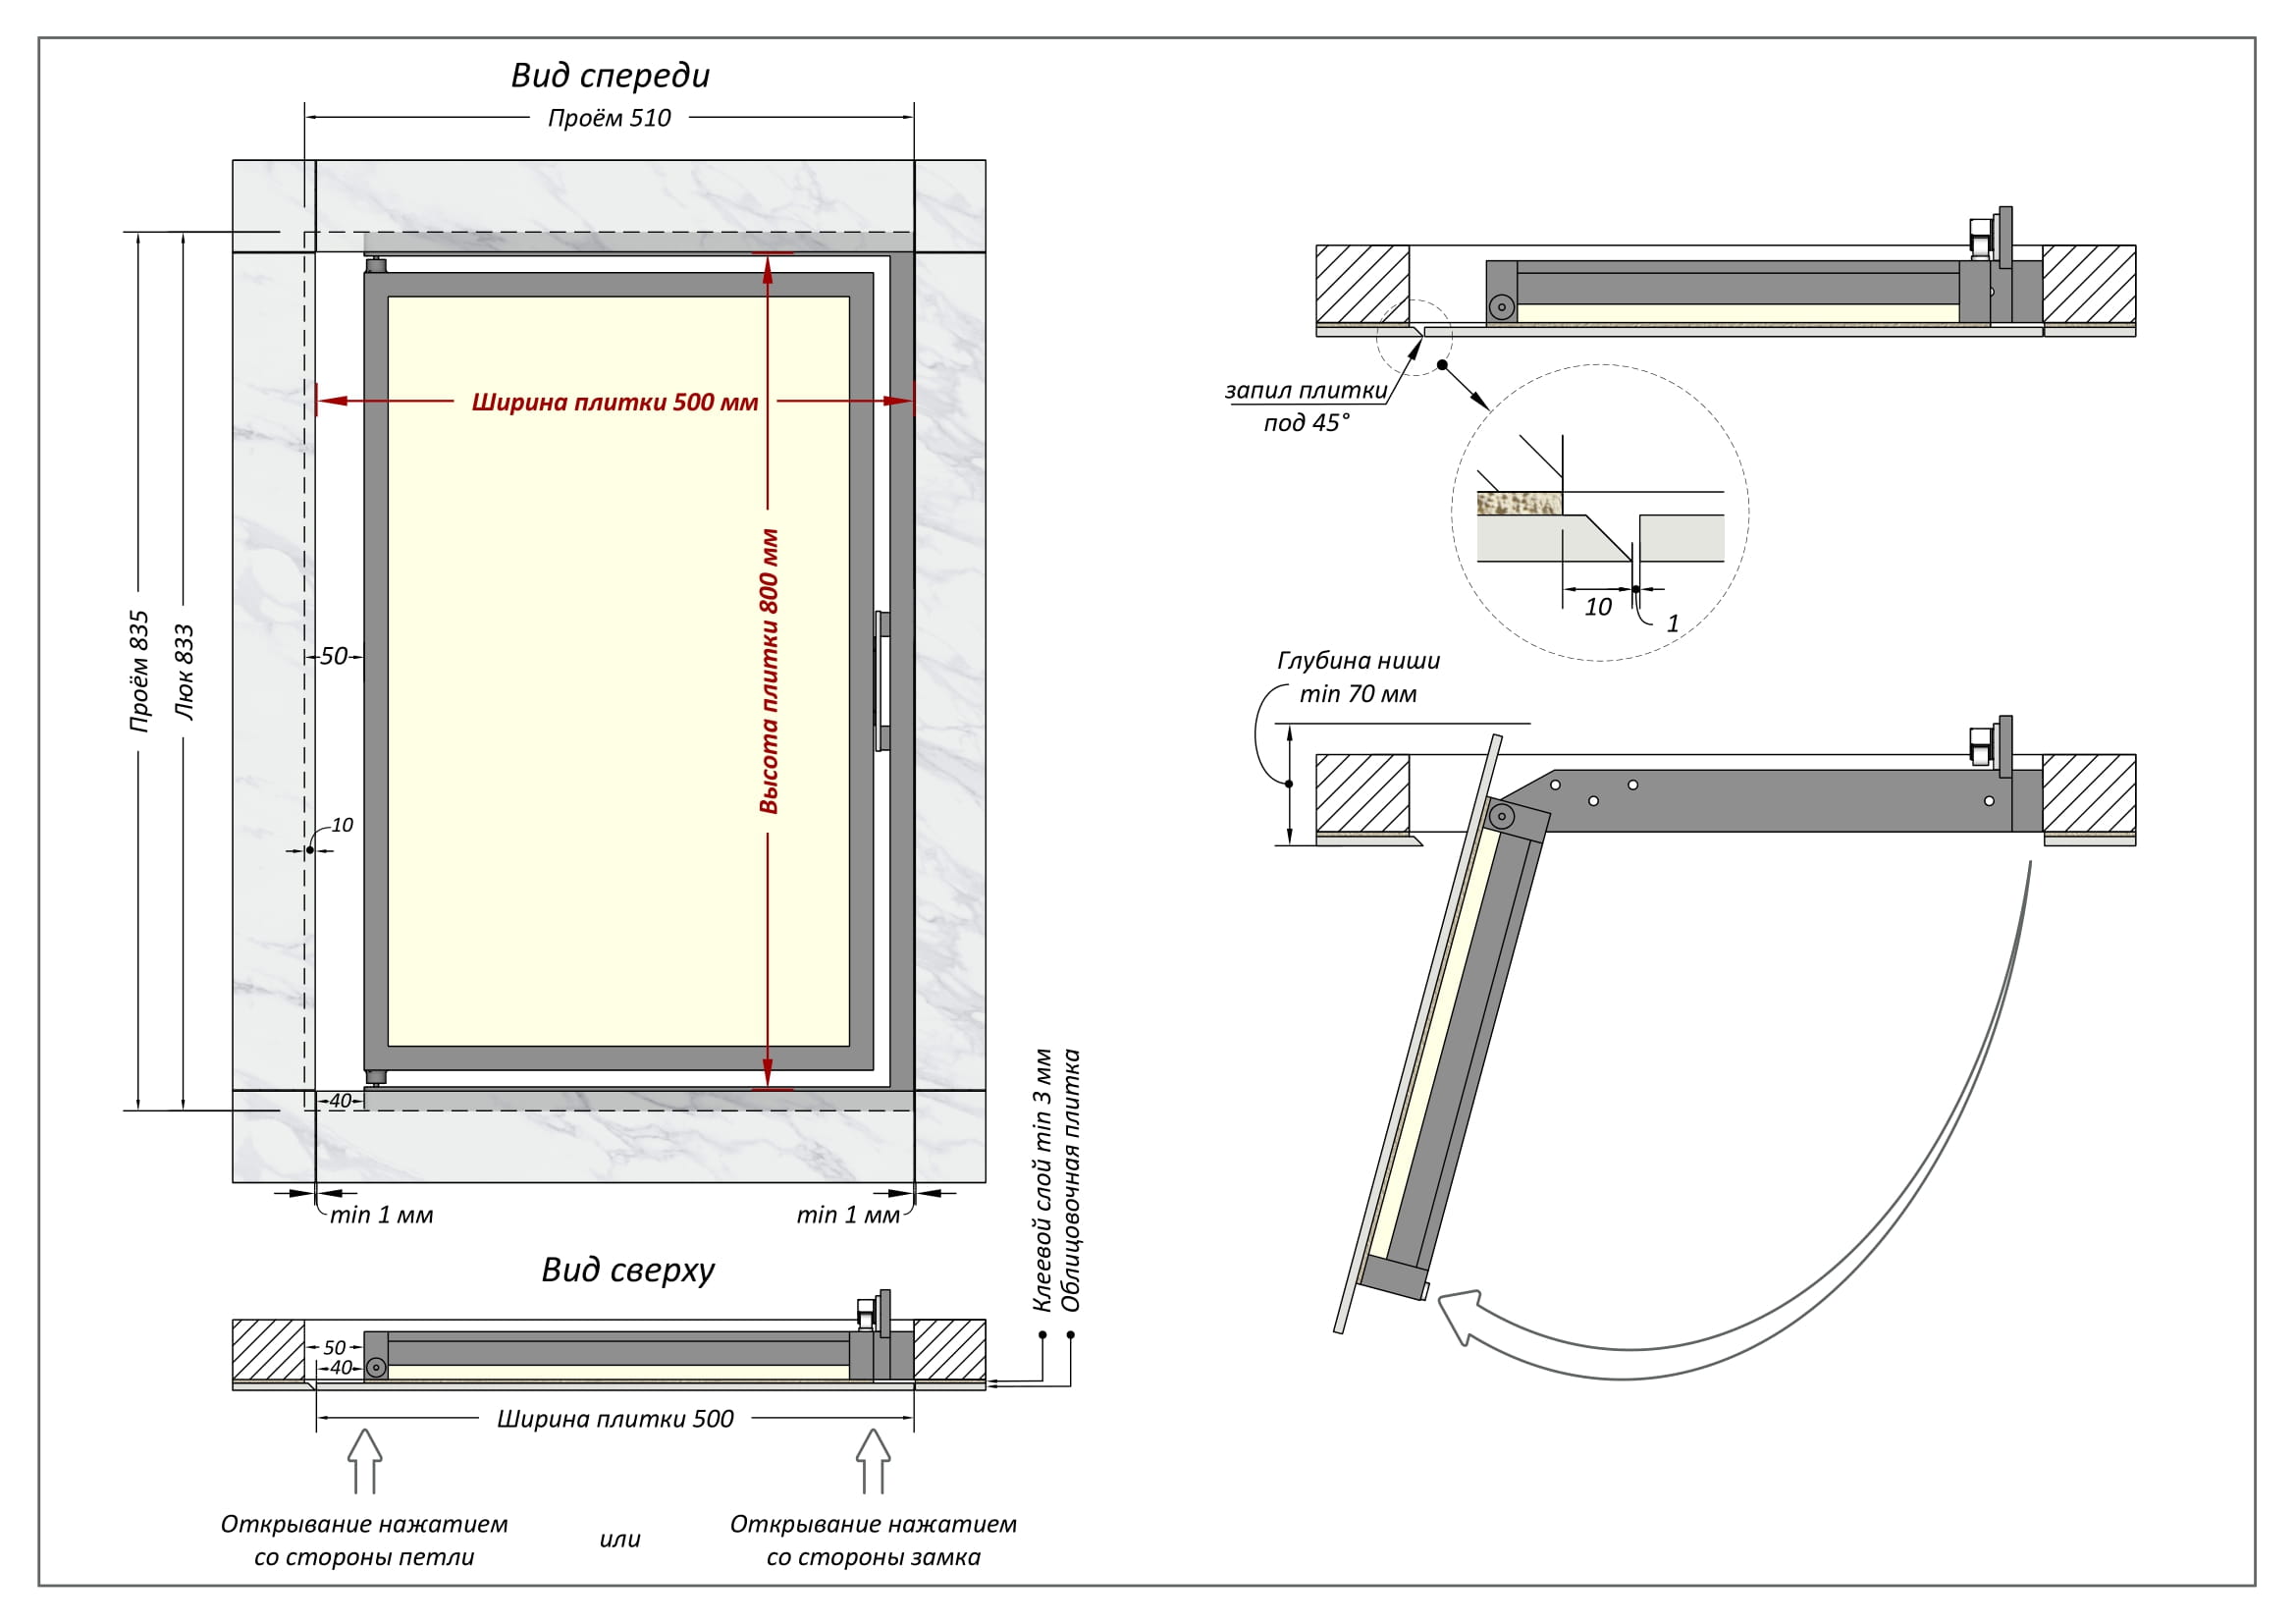 Вид спереди
Проём 510
Проём 835
Люк 833
Ширина плитки 500 мм
Высота плитки 800 мм
50
10
40
min 1 мм
min 1 мм
Вид сверху
Клеевой слой min 3 мм
Облицовочная плитка
50
40
Ширина плитки 500
Открывание нажатием
со стороны петли
или
Открывание нажатием
со стороны замка
запил плитки
под 45°
10
1
Глубина ниши
min 70 мм